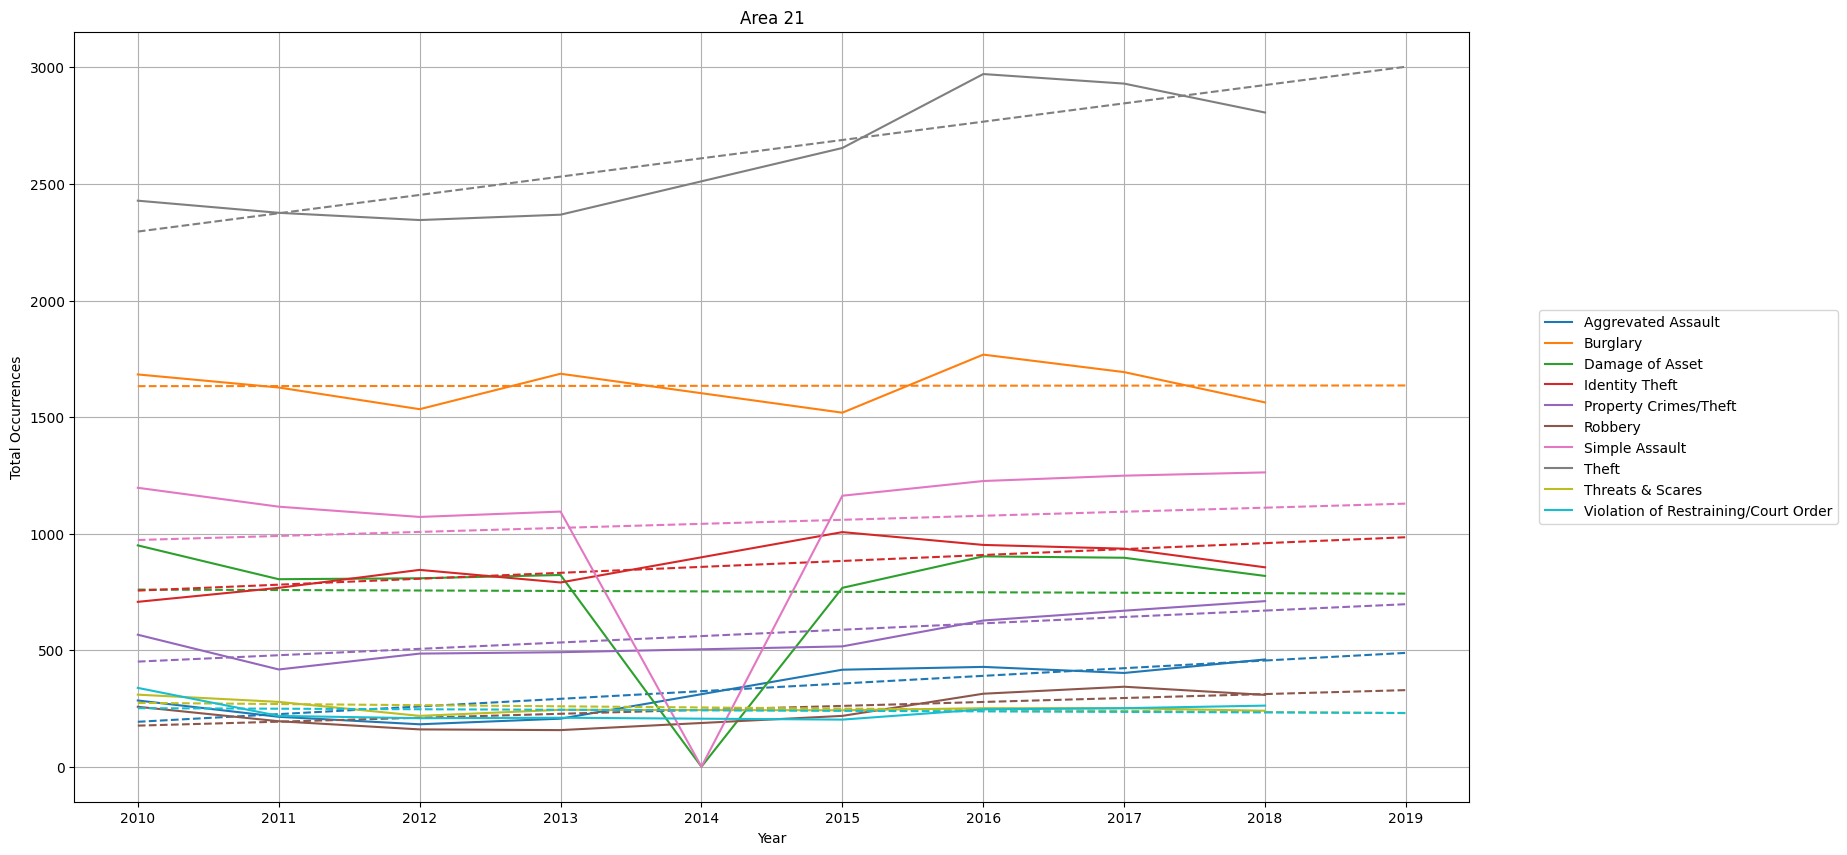 Area 21
Total Occurrences
3000
2500
2000
1500
1000
500
0
2010 2011 2012 2013 2014 2015 2016 2017 2018 2019
Year
Aggrevated Assault
Burglary
Damage of Asset
Identity Theft
Property Crimes/Theft
Robbery
Simple Assault
Theft
Threats & Scares
Violation of Restraining/Court Order